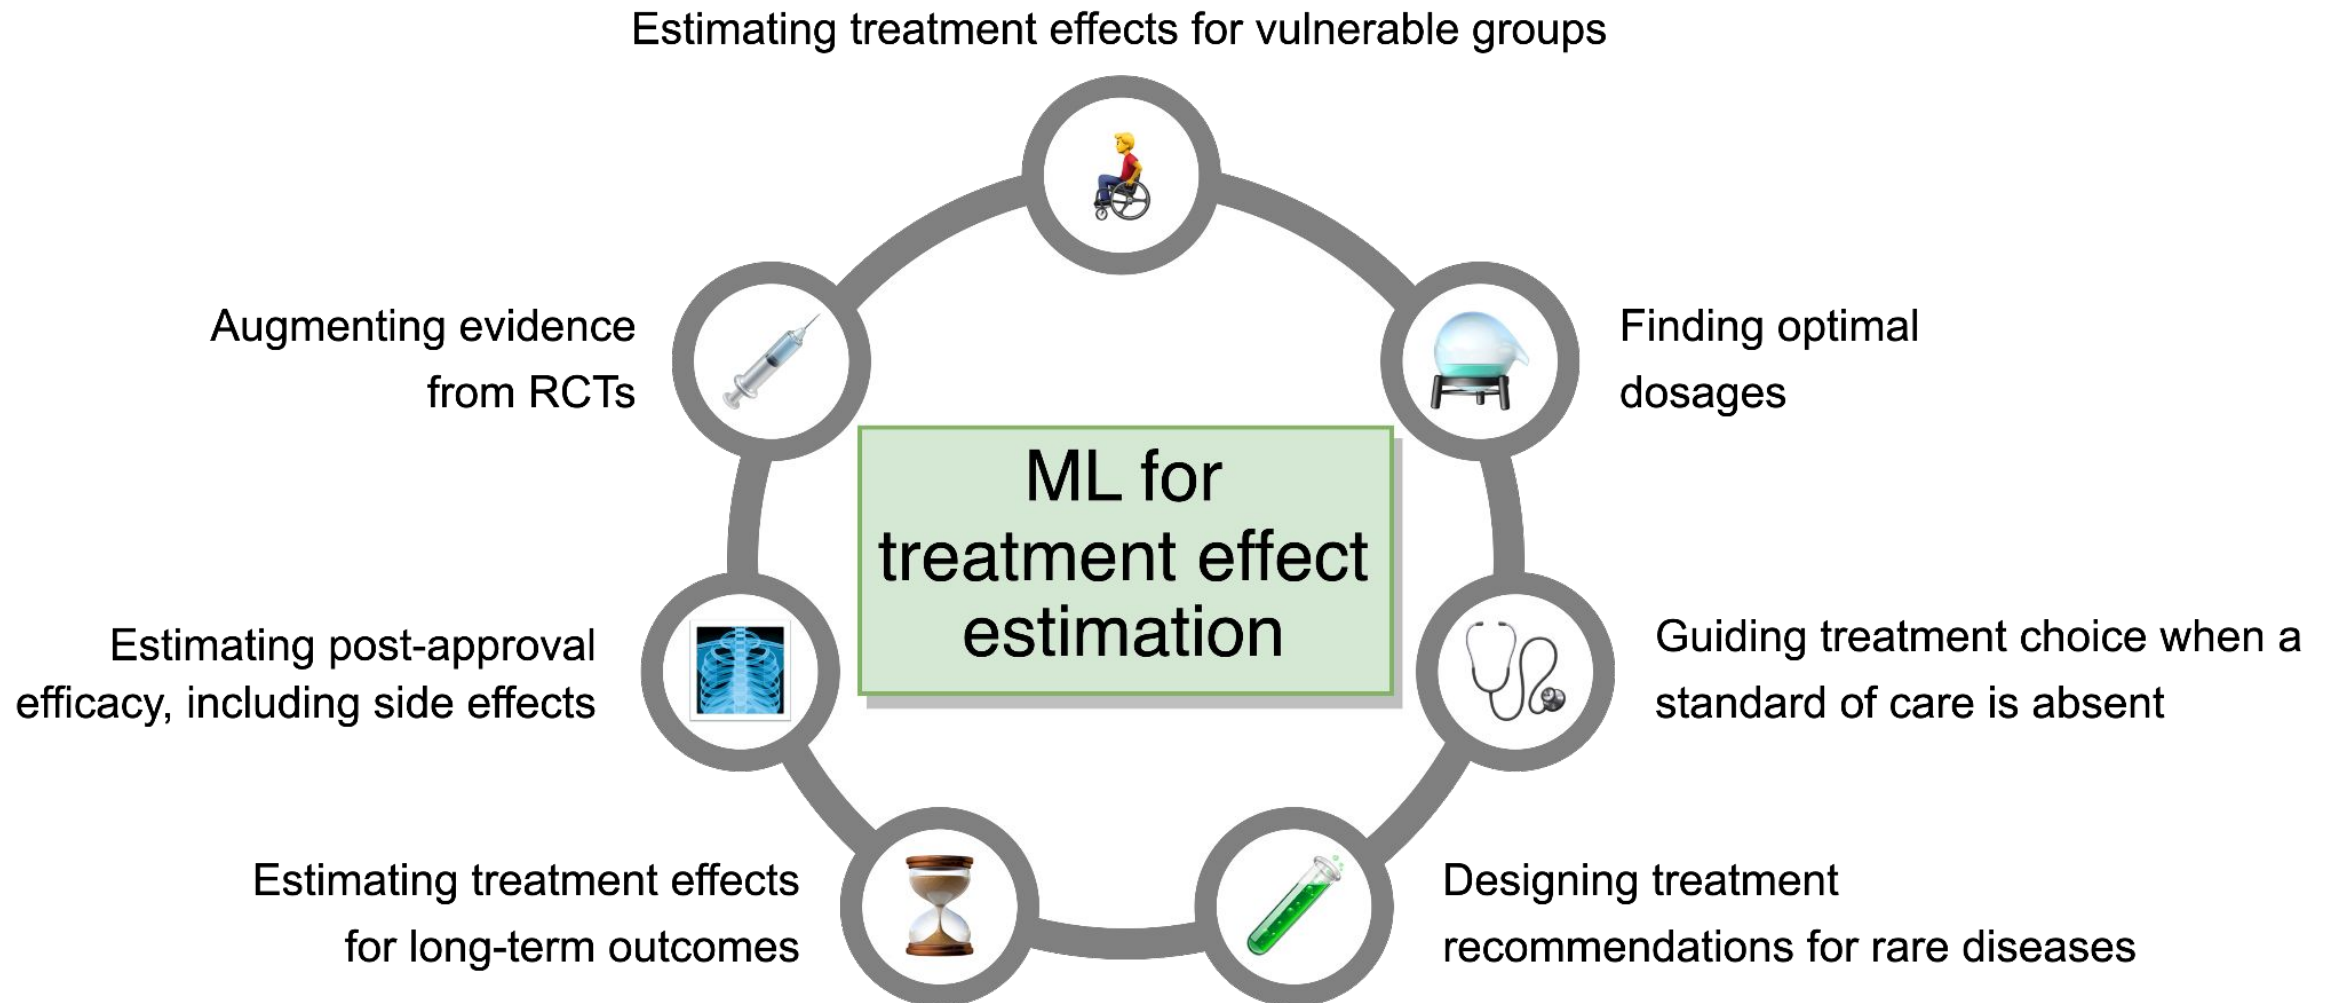 Estimating treatment effects for vulnerable groups
Augmenting evidence
from RCTs
Finding optimal
dosages
ML for
treatment effect
estimation
Estimating post-approval
efficacy, including side effects
Guiding treatment choice when a
standard of care is absent
Estimating treatment effects
for long-term outcomes
Designing treatment
recommendations for rare diseases